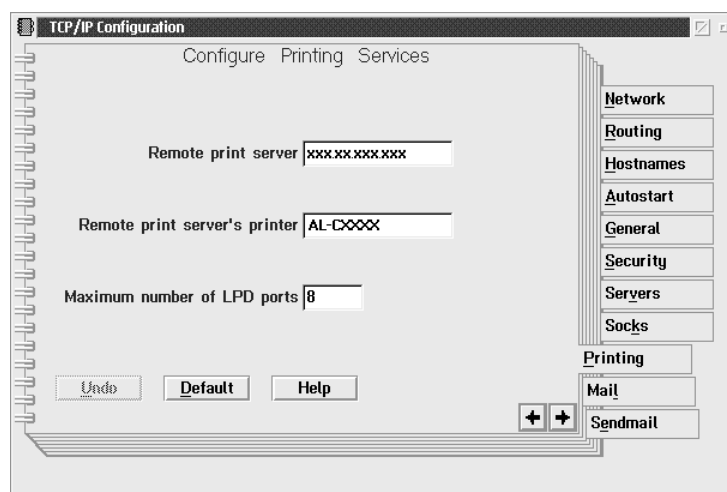 TCP/IP Configuration
Configure Printing Services
Remote print server xxx.xx.xxx.xxx
Remote print server's printer AL-CXXXX
Maximum number of LPD ports 8
Undo Default Help
Network
Routing
Hostnames
Autostart
General
Security
Servers
Socks
Printing
Mail
Sendmail